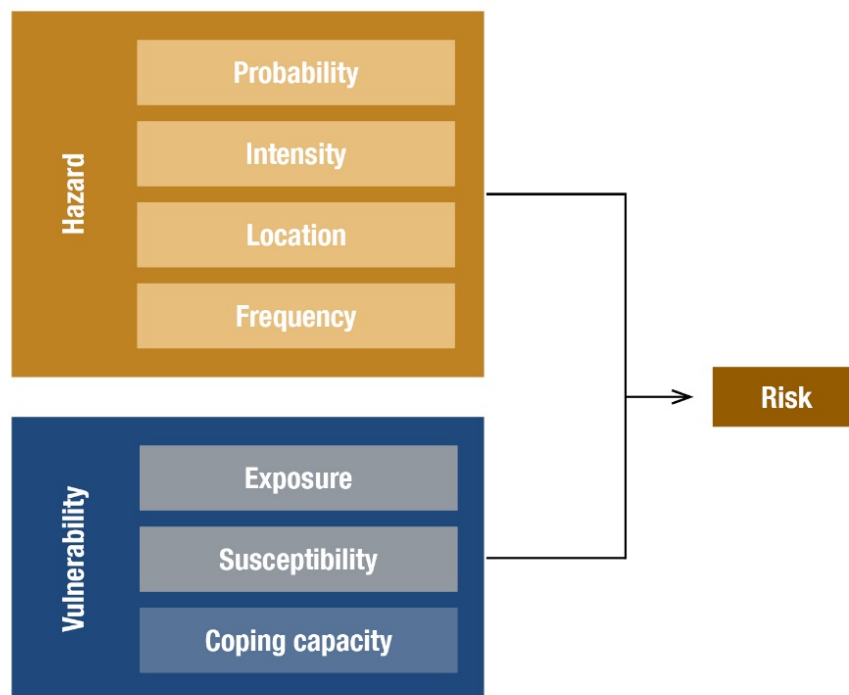 Hazard
Probability
Intensity
Location
Frequency
Risk
Vulnerability
Exposure
Susceptibility
Coping capacity